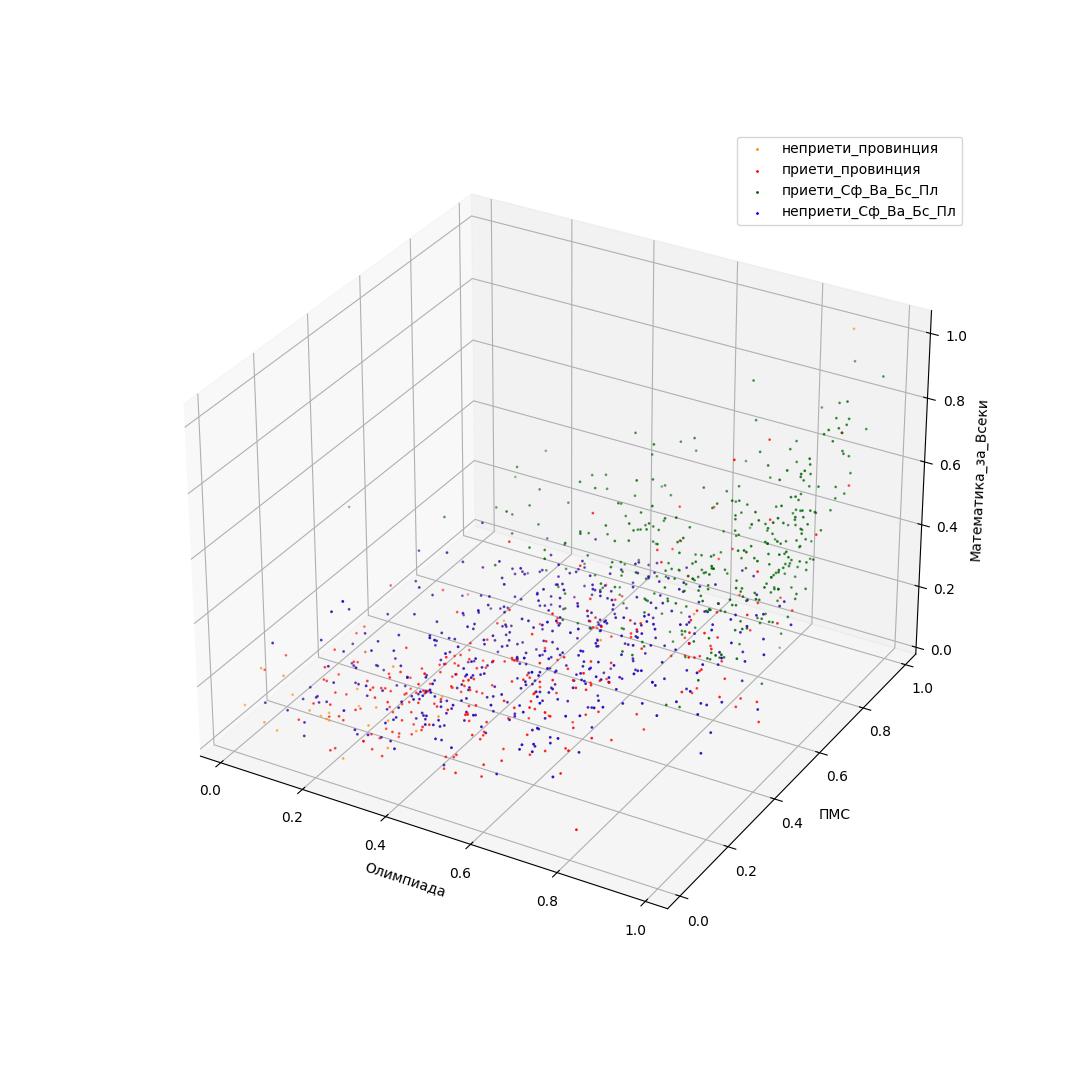 неприети_провинция
приети_провинция
приети_Сф_Ва_Бс_Пл
неприети_Сф_Ва_Бс_Пл
1.0
0.8
0.6
0.4
0.2
0.0
Математика_за_Всеки
1.0
0.8
0.6
0.4
0.2
0.0
ПМС
0.0
0.2
0.4
0.6
0.8
1.0
Олимпиада